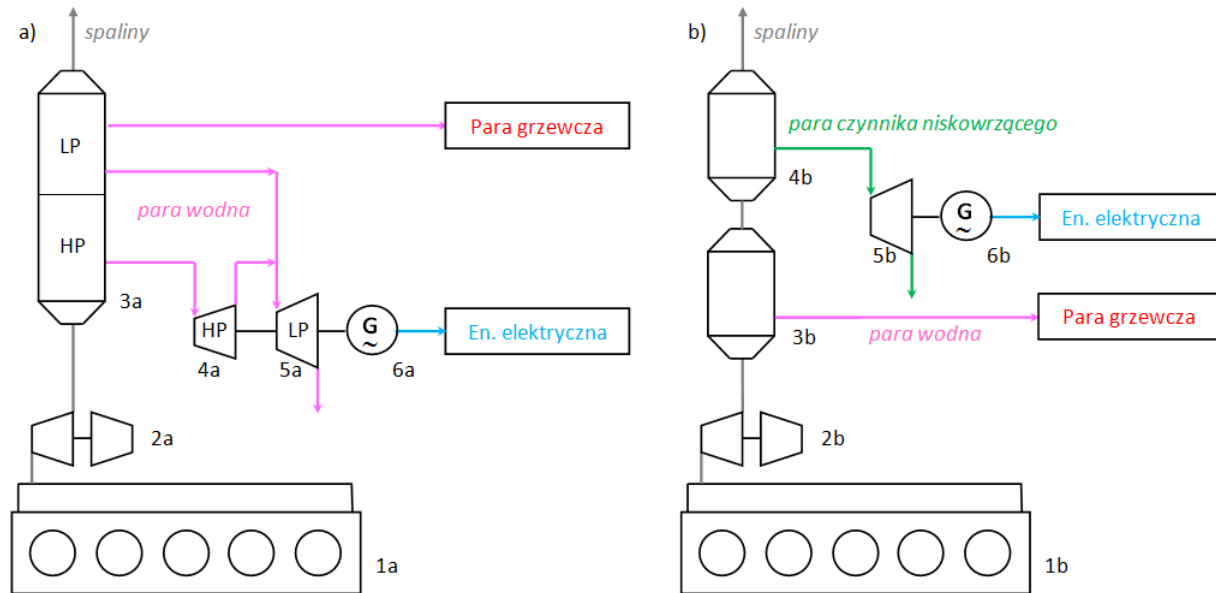 a)
spaliny
LP
Para grzewcza
para wodna
HP
3a
HP
LP
G
~
En. elektryczna
4a
5a
6a
2a
1a
b)
spaliny
para czynnika niskowrzącego
4b
G
~
En. elektryczna
5b
6b
3b
para wodna
Para grzewcza
2b
1b